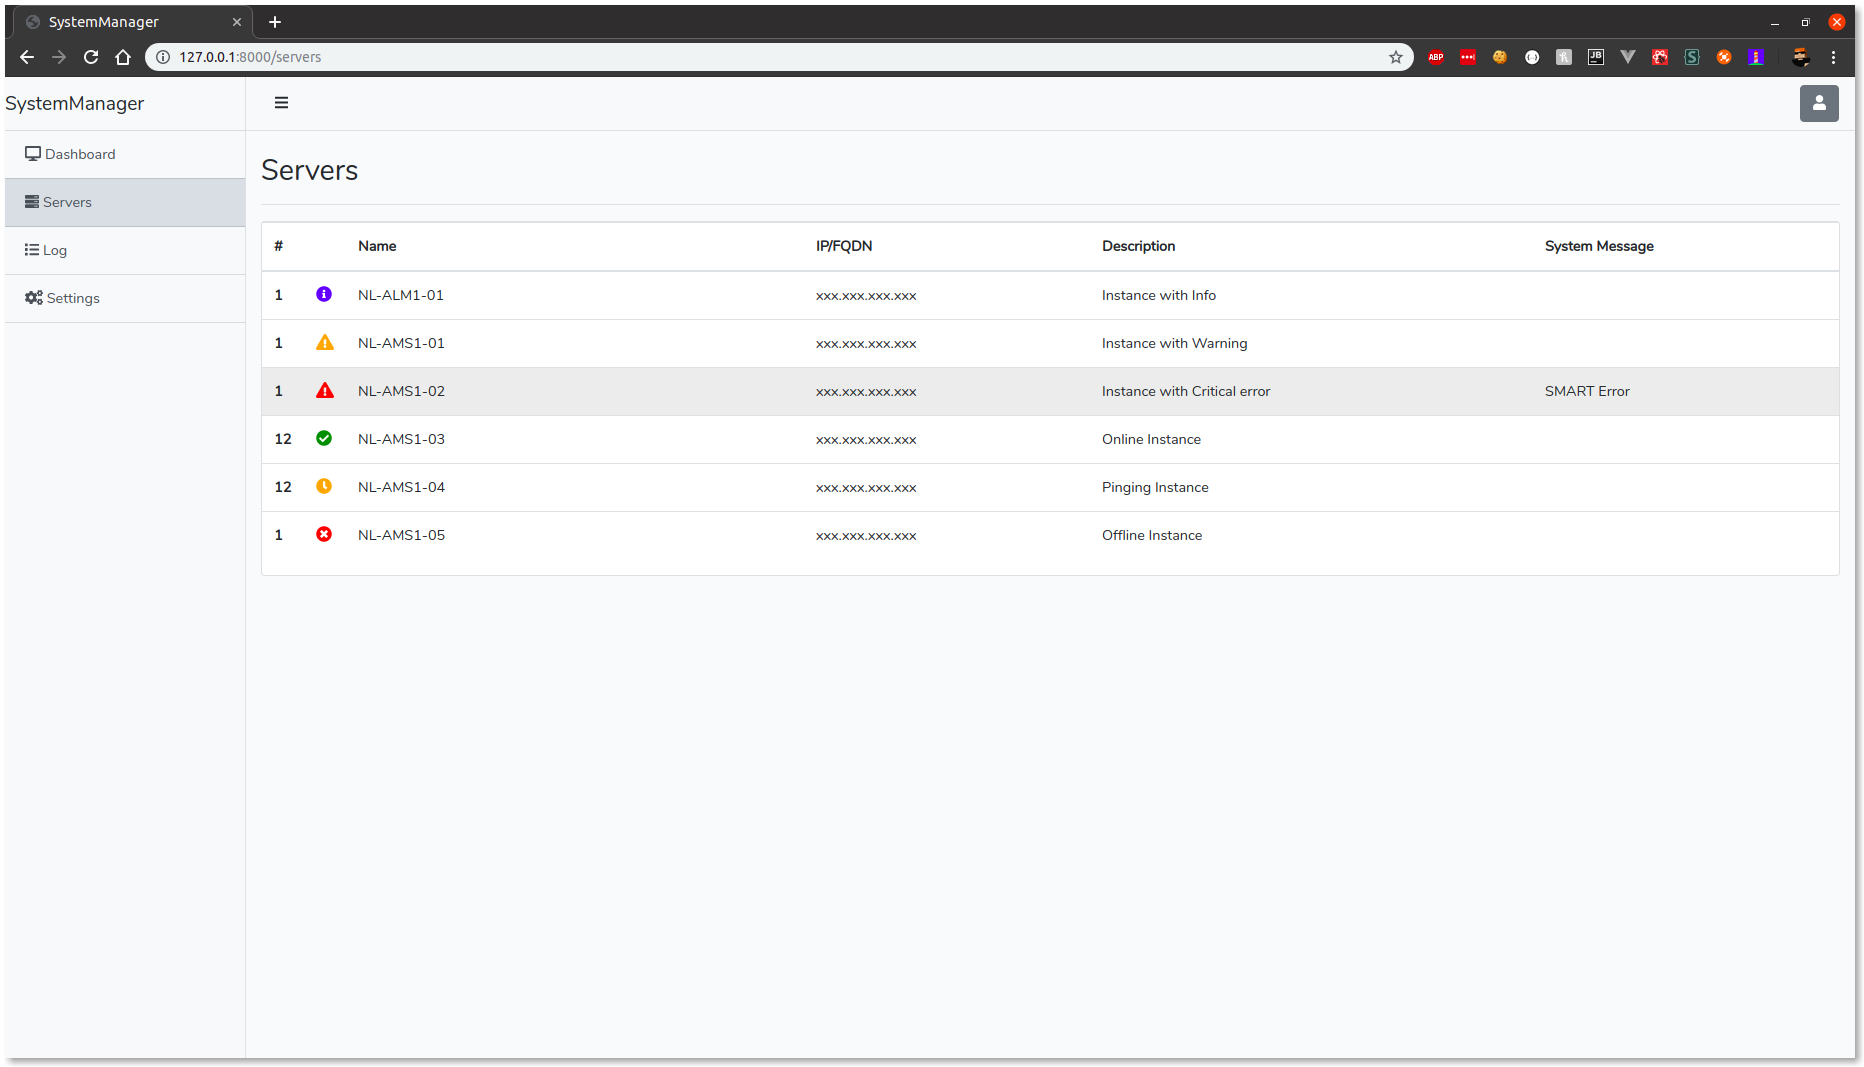 SystemManager
127.0.0.1:8000/servers
ABP
JB
SystemManager
Dashboard
Servers
Log
Settings
Servers
# Name IP/FQDN Description System Message
1 NL-ALM1-01 xxx.xxx.xxx.xxx Instance with Info
1 NL-AMS1-01 xxx.xxx.xxx.xxx Instance with Warning
1 NL-AMS1-02 xxx.xxx.xxx.xxx Instance with Critical error SMART Error
12 NL-AMS1-03 xxx.xxx.xxx.xxx Online Instance
12 NL-AMS1-04 xxx.xxx.xxx.xxx Pinging Instance
1 NL-AMS1-05 xxx.xxx.xxx.xxx Offline Instance